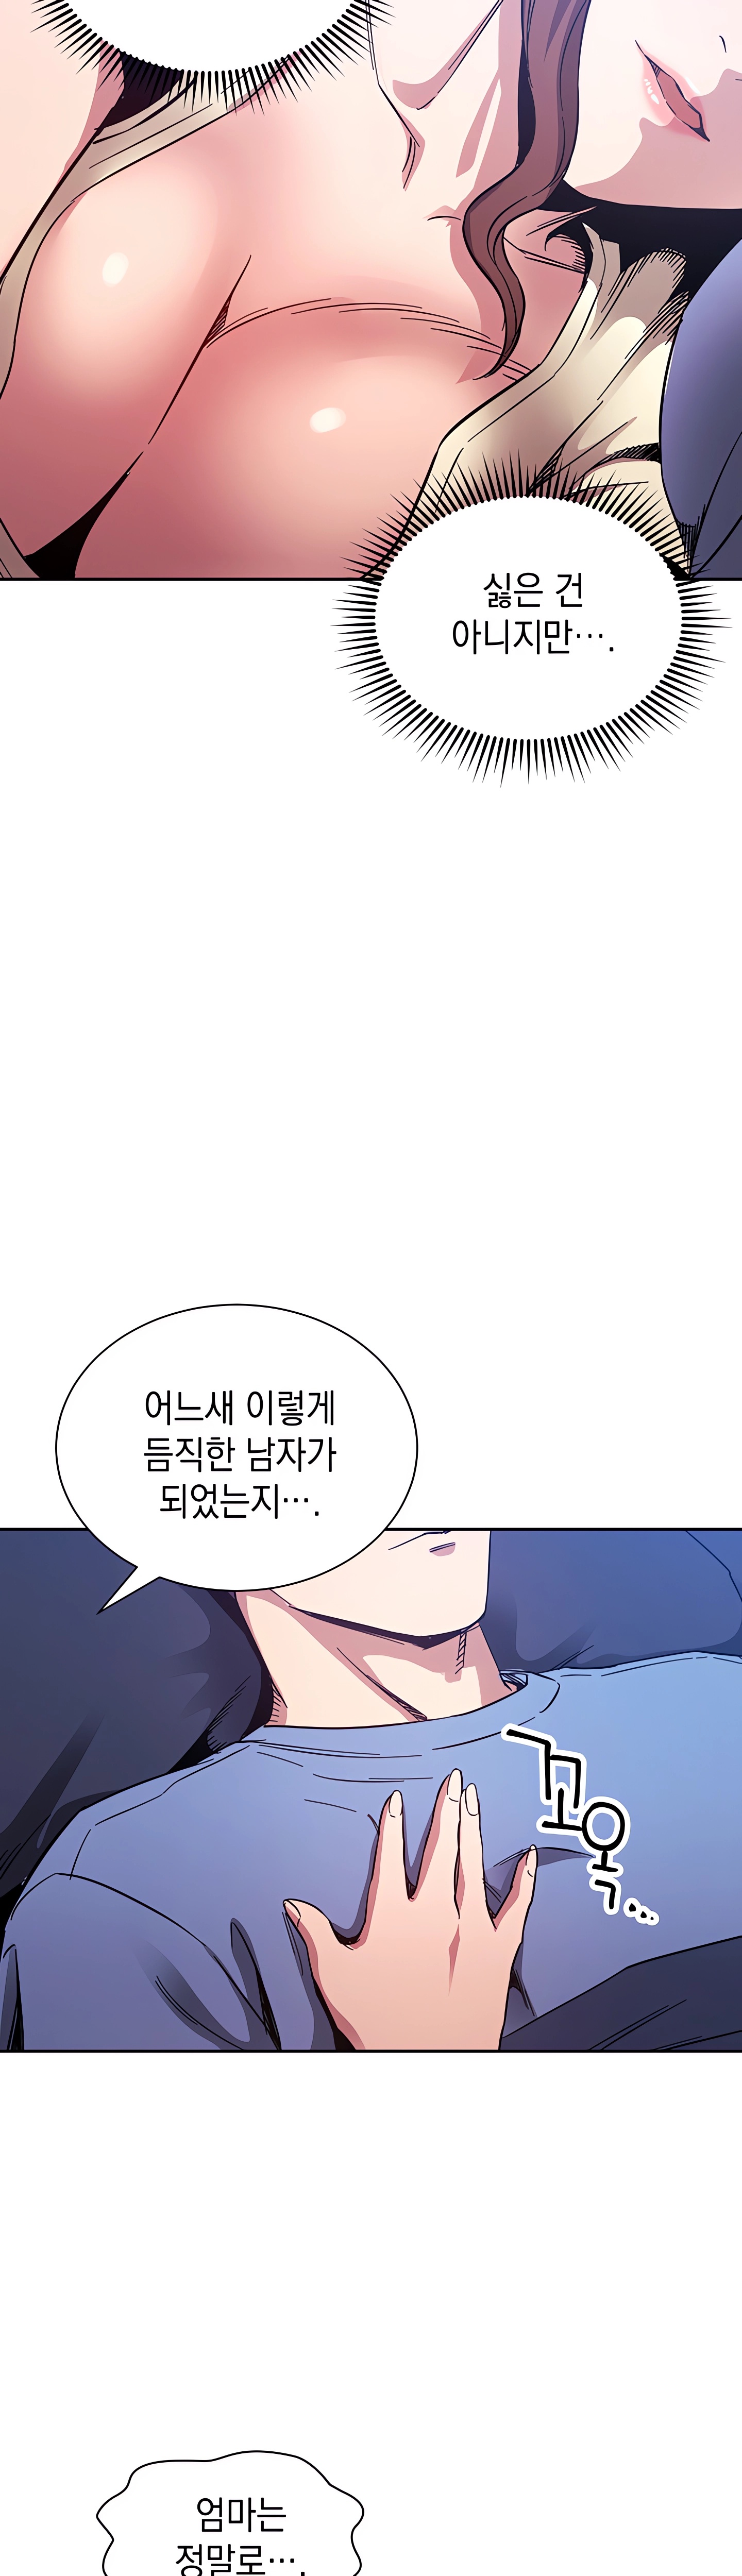 싫은 건
아니지만….
어느새 이렇게
듬직한 남자가
되었는지….
꼬옥…
엄마는
정말로….